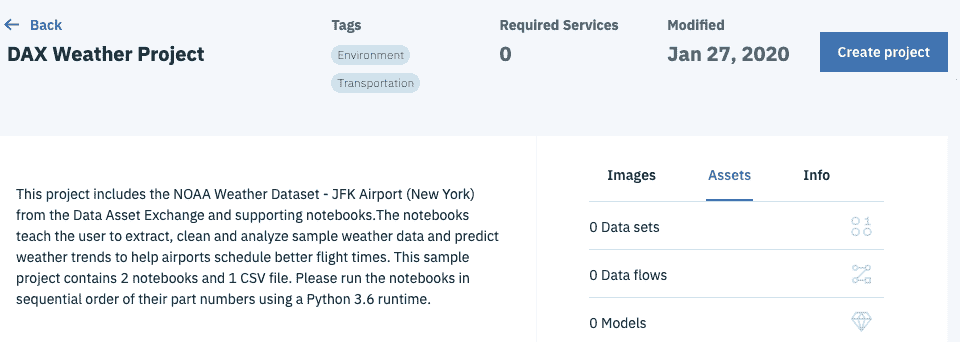 Back
DAX Weather Project
Tags
Environment
Transportation
Required Services
0
Modified
Jan 27, 2020
Create project
This project includes the NOAA Weather Dataset - JFK Airport (New York)
from the Data Asset Exchange and supporting notebooks.The notebooks
teach the user to extract, clean and analyze sample weather data and predict
weather trends to help airports schedule better flight times. This sample
project contains 2 notebooks and 1 CSV file. Please run the notebooks in
sequential order of their part numbers using a Python 3.6 runtime.
Images Assets Info
0 Data sets
0 Data flows
0 Models